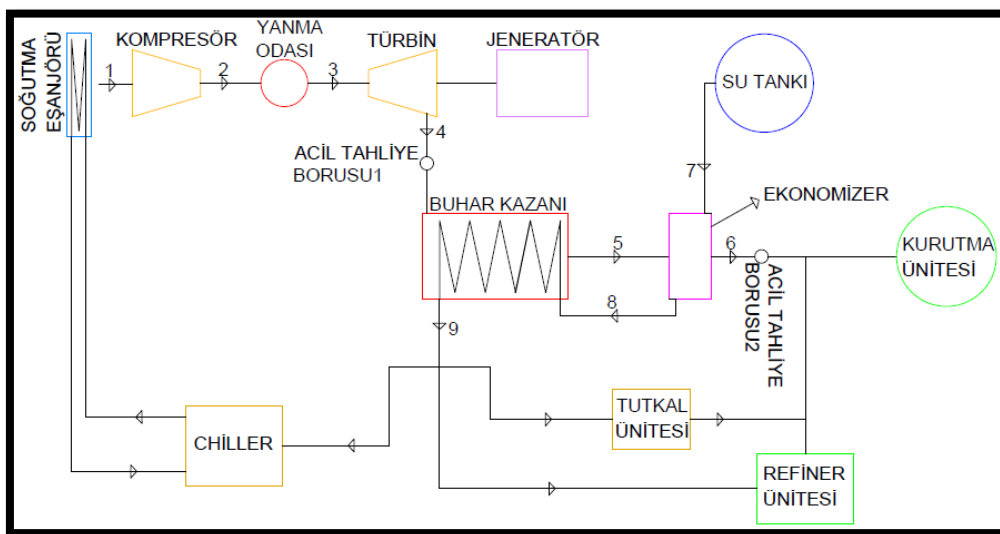 SOĞUTMA
EŞANJÖRÜ
1
KOMPRESÖR
2
YANMA
ODASI
3
TÜRBİN
JENERATÖR
4
ACİL TAHLİYE
BORUSU1
SU TANKI
7
BUHAR KAZANI
5
EKONOMİZER
6
ACİL TAHLİYE
BORUSU2
KURUTMA
ÜNİTESİ
8
9
CHİLLER
TUTKAL
ÜNİTESİ
REFİNER
ÜNİTESİ